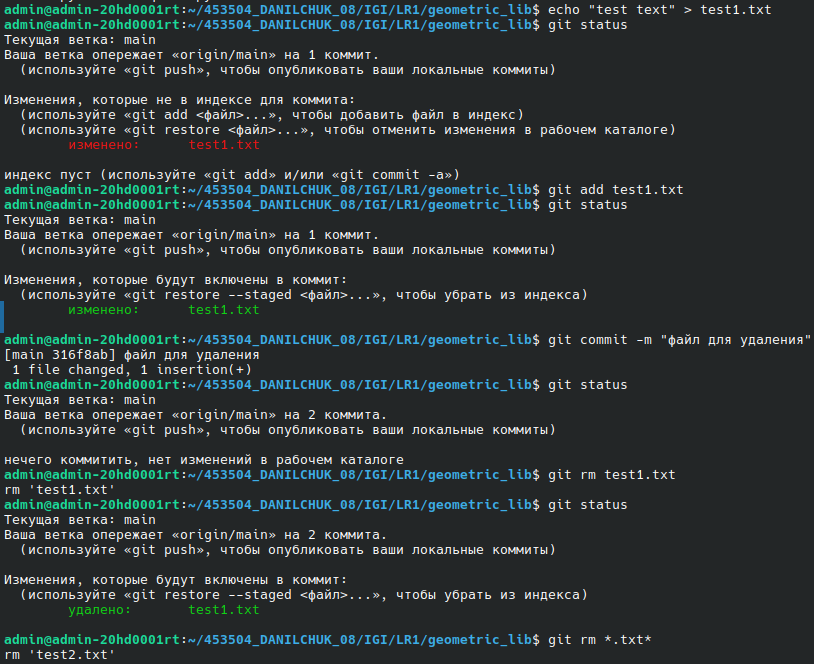 admin@admin-20hd0001rt:~/453504_DANILCHUK_08/IGI/LR1/geometric_lib$ echo "test text" > test1.txt
admin@admin-20hd0001rt:~/453504_DANILCHUK_08/IGI/LR1/geometric_lib$ git status
Текущая ветка: main
Ваша ветка опережает «origin/main» на 1 коммит.
  (используйте «git push», чтобы опубликовать ваши локальные коммиты)

Изменения, которые не в индексе для коммита:
  (используйте «git add <файл>...», чтобы добавить файл в индекс)
  (используйте «git restore <файл>...», чтобы отменить изменения в рабочем каталоге)
        изменено:      test1.txt

индекс пуст (используйте «git add» и/или «git commit -a»)
admin@admin-20hd0001rt:~/453504_DANILCHUK_08/IGI/LR1/geometric_lib$ git add test1.txt
admin@admin-20hd0001rt:~/453504_DANILCHUK_08/IGI/LR1/geometric_lib$ git status
Текущая ветка: main
Ваша ветка опережает «origin/main» на 1 коммит.
  (используйте «git push», чтобы опубликовать ваши локальные коммиты)

Изменения, которые будут включены в коммит:
  (используйте «git restore --staged <файл>...», чтобы убрать из индекса)
        изменено:      test1.txt

admin@admin-20hd0001rt:~/453504_DANILCHUK_08/IGI/LR1/geometric_lib$ git commit -m "файл для удаления"
[main 316f8ab] файл для удаления
 1 file changed, 1 insertion(+)
admin@admin-20hd0001rt:~/453504_DANILCHUK_08/IGI/LR1/geometric_lib$ git status
Текущая ветка: main
Ваша ветка опережает «origin/main» на 2 коммита.
  (используйте «git push», чтобы опубликовать ваши локальные коммиты)

нечего коммитить, нет изменений в рабочем каталоге
admin@admin-20hd0001rt:~/453504_DANILCHUK_08/IGI/LR1/geometric_lib$ git rm test1.txt
rm 'test1.txt'
admin@admin-20hd0001rt:~/453504_DANILCHUK_08/IGI/LR1/geometric_lib$ git status
Текущая ветка: main
Ваша ветка опережает «origin/main» на 2 коммита.
  (используйте «git push», чтобы опубликовать ваши локальные коммиты)

Изменения, которые будут включены в коммит:
  (используйте «git restore --staged <файл>...», чтобы убрать из индекса)
        удалено:       test1.txt

admin@admin-20hd0001rt:~/453504_DANILCHUK_08/IGI/LR1/geometric_lib$ git rm *.txt*
rm 'test2.txt'